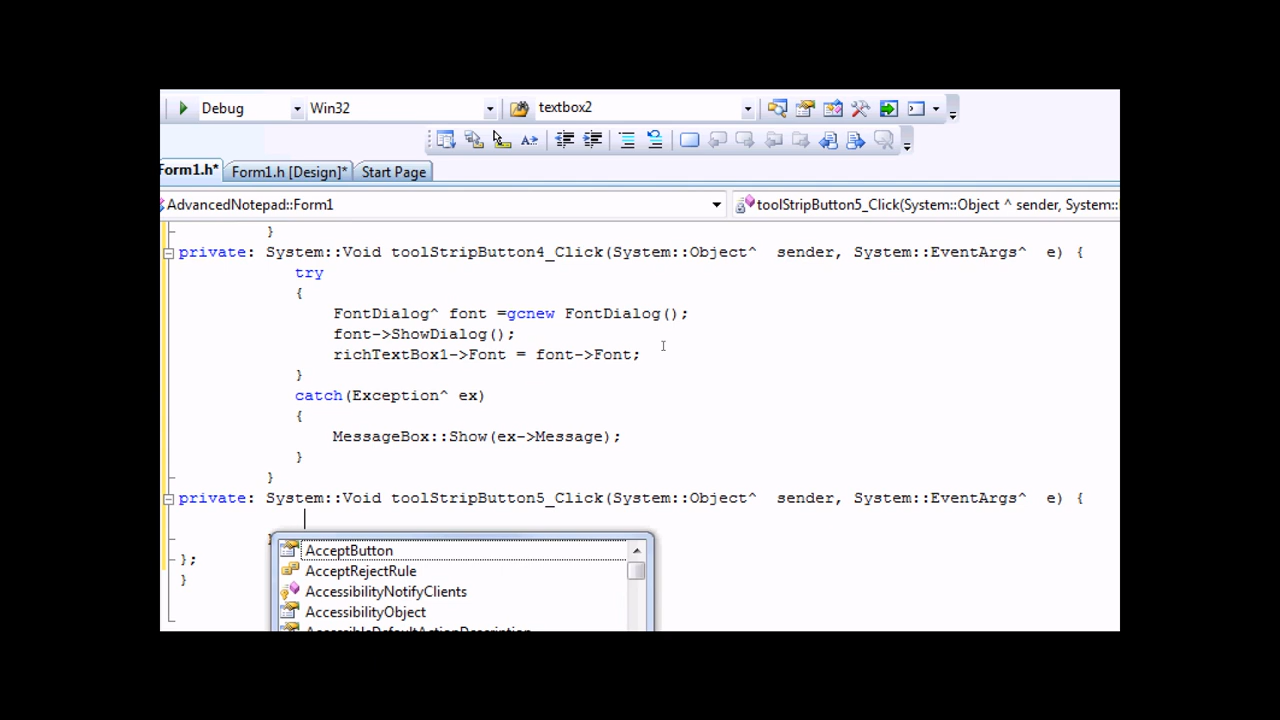 Debug Win32 textbox2
Form1.h* Form1.h [Design]* Start Page
AdvancedNotepad::Form1 toolStripButton5_Click(System::Object ^ sender, System::
}
private: System::Void toolStripButton4_Click(System::Object^  sender, System::EventArgs^  e) {
try
{
FontDialog^ font =gcnew FontDialog();
font->ShowDialog();
richTextBox1->Font = font->Font;
}
catch(Exception^ ex)
{
MessageBox::Show(ex->Message);
}
}
private: System::Void toolStripButton5_Click(System::Object^  sender, System::EventArgs^  e) {
}
AcceptButton
};
AcceptRejectRule
}
AccessibilityNotifyClients
AccessibilityObject
AccessibleDefaultActionDescription